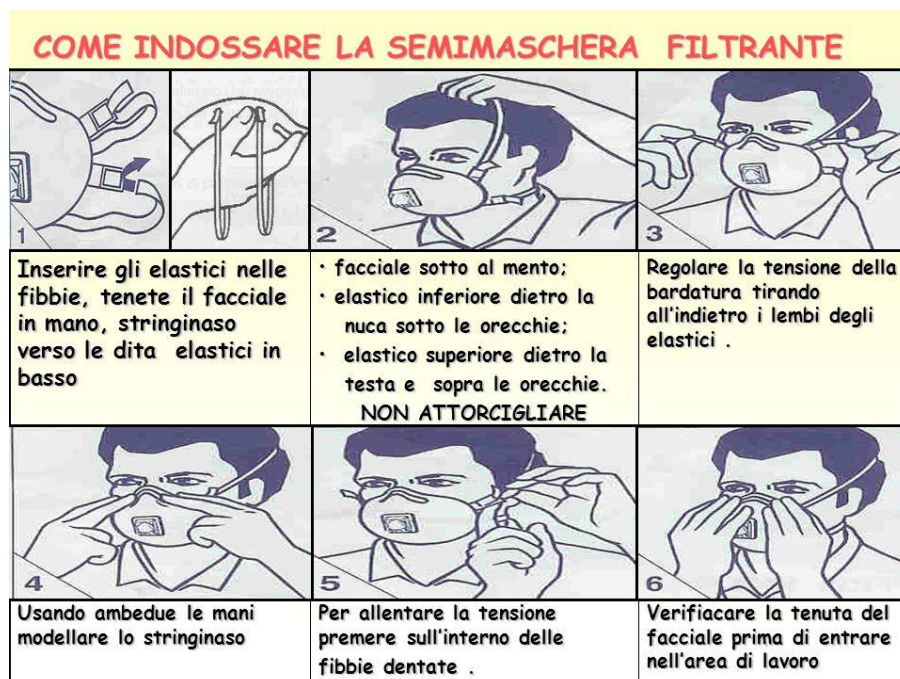 COME INDOSSARE LA SEMIMASCHERA FILTRANTE
1
2
3
Inserire gli elastici nelle
fibbie, tenete il facciale
in mano, stringinaso
verso le dita elastici in
basso
· facciale sotto al mento;
· elastico inferiore dietro la
nuca sotto le orecchie;
· elastico superiore dietro la
testa e sopra le orecchie.
NON ATTORCIGLIARE
Regolare la tensione della
bardatura tirando
all'indietro i lembi degli
elastici .
4
5
6
Usando ambedue le mani
modellare lo stringinaso
Per allentare la tensione
premere sull'interno delle
fibbie dentate .
Verifiacare la tenuta del
facciale prima di entrare
nell'area di lavoro